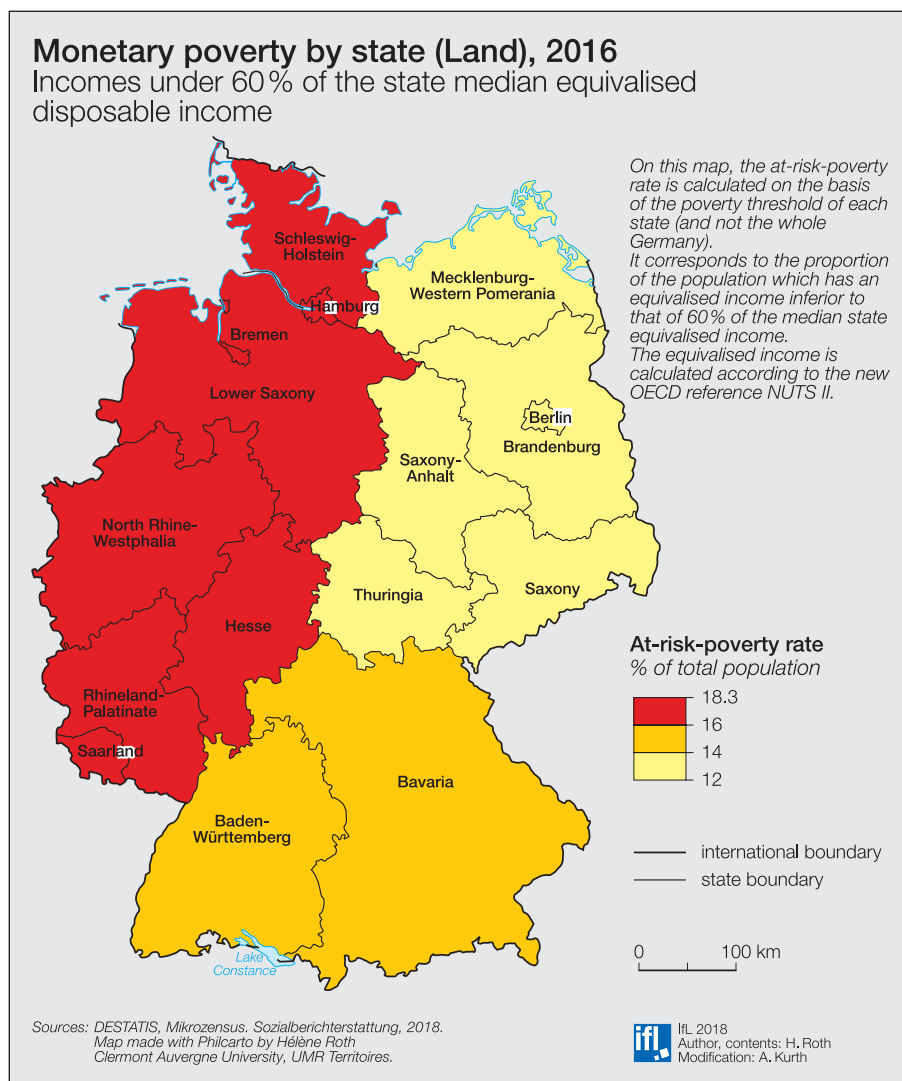 Monetary poverty by state (Land), 2016
Incomes under 60 % of the state median equivalised
disposable income
On this map, the at-risk-poverty
rate is calculated on the basis
of the poverty threshold of each
state (and not the whole
Germany).
It corresponds to the proportion
of the population which has an
equivalised income inferior to
that of 60 % of the median state
equivalised income.
The equivalised income is
calculated according to the new
OECD reference NUTS II.
Schleswig-
Holstein
Mecklenburg-
Western Pomerania
Hamburg
Bremen
Lower Saxony
Berlin
Brandenburg
Saxony-
Anhalt
North Rhine-
Westphalia
Thuringia
Saxony
Hesse
Rhineland-
Palatinate
Saarland
Bavaria
Baden-
Württemberg
Lake
Constance
At-risk-poverty rate
% of total population
18.3
16
14
12
international boundary
state boundary
0 100 km
Sources: DESTATIS, Mikrozensus. Sozialberichterstattung, 2018.
Map made with Philcarto by Hélène Roth
Clermont Auvergne University, UMR Territoires.
ifl
IfL 2018
Author, contents: H. Roth
Modification: A. Kurth